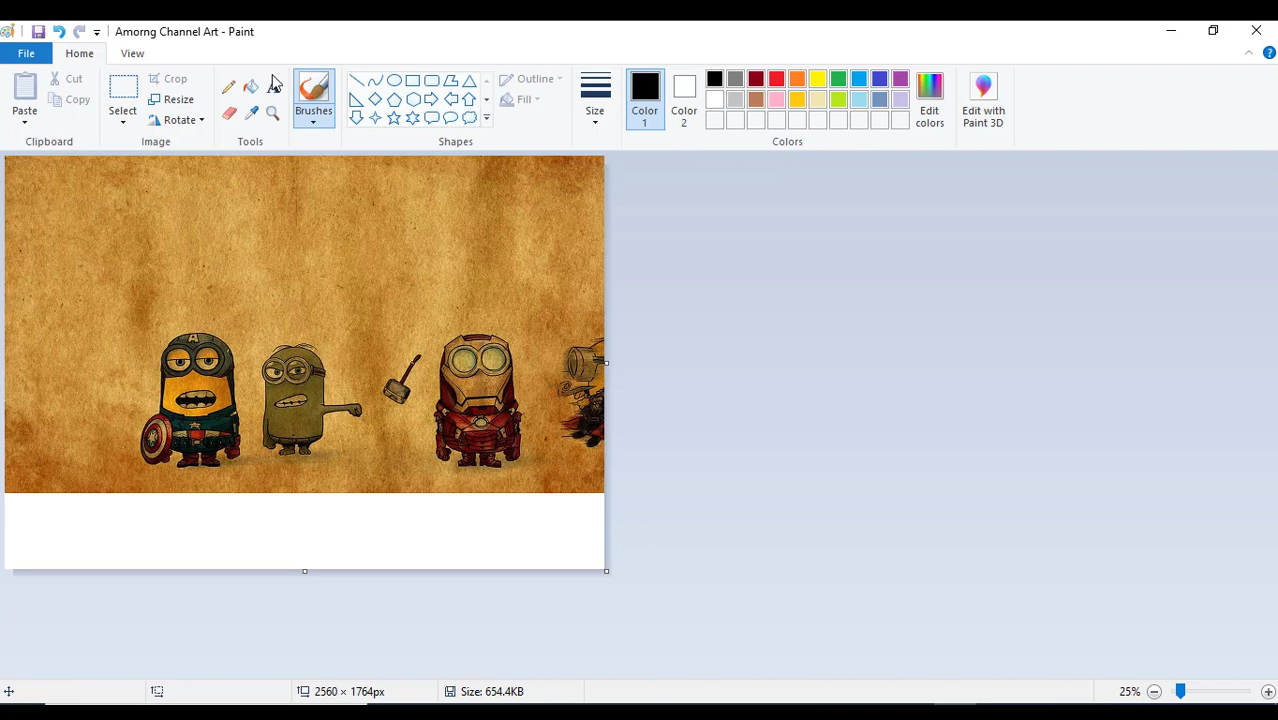 Amorng Channel Art - Paint
File Home View
Paste Cut Copy
Select Crop Resize Rotate
Brushes
Outline Fill
Size
Color 1
Color 2
Edit colors
Edit with Paint 3D
Clipboard Image Tools Shapes Colors
A
2560 × 1764px Size: 654.4KB 25%